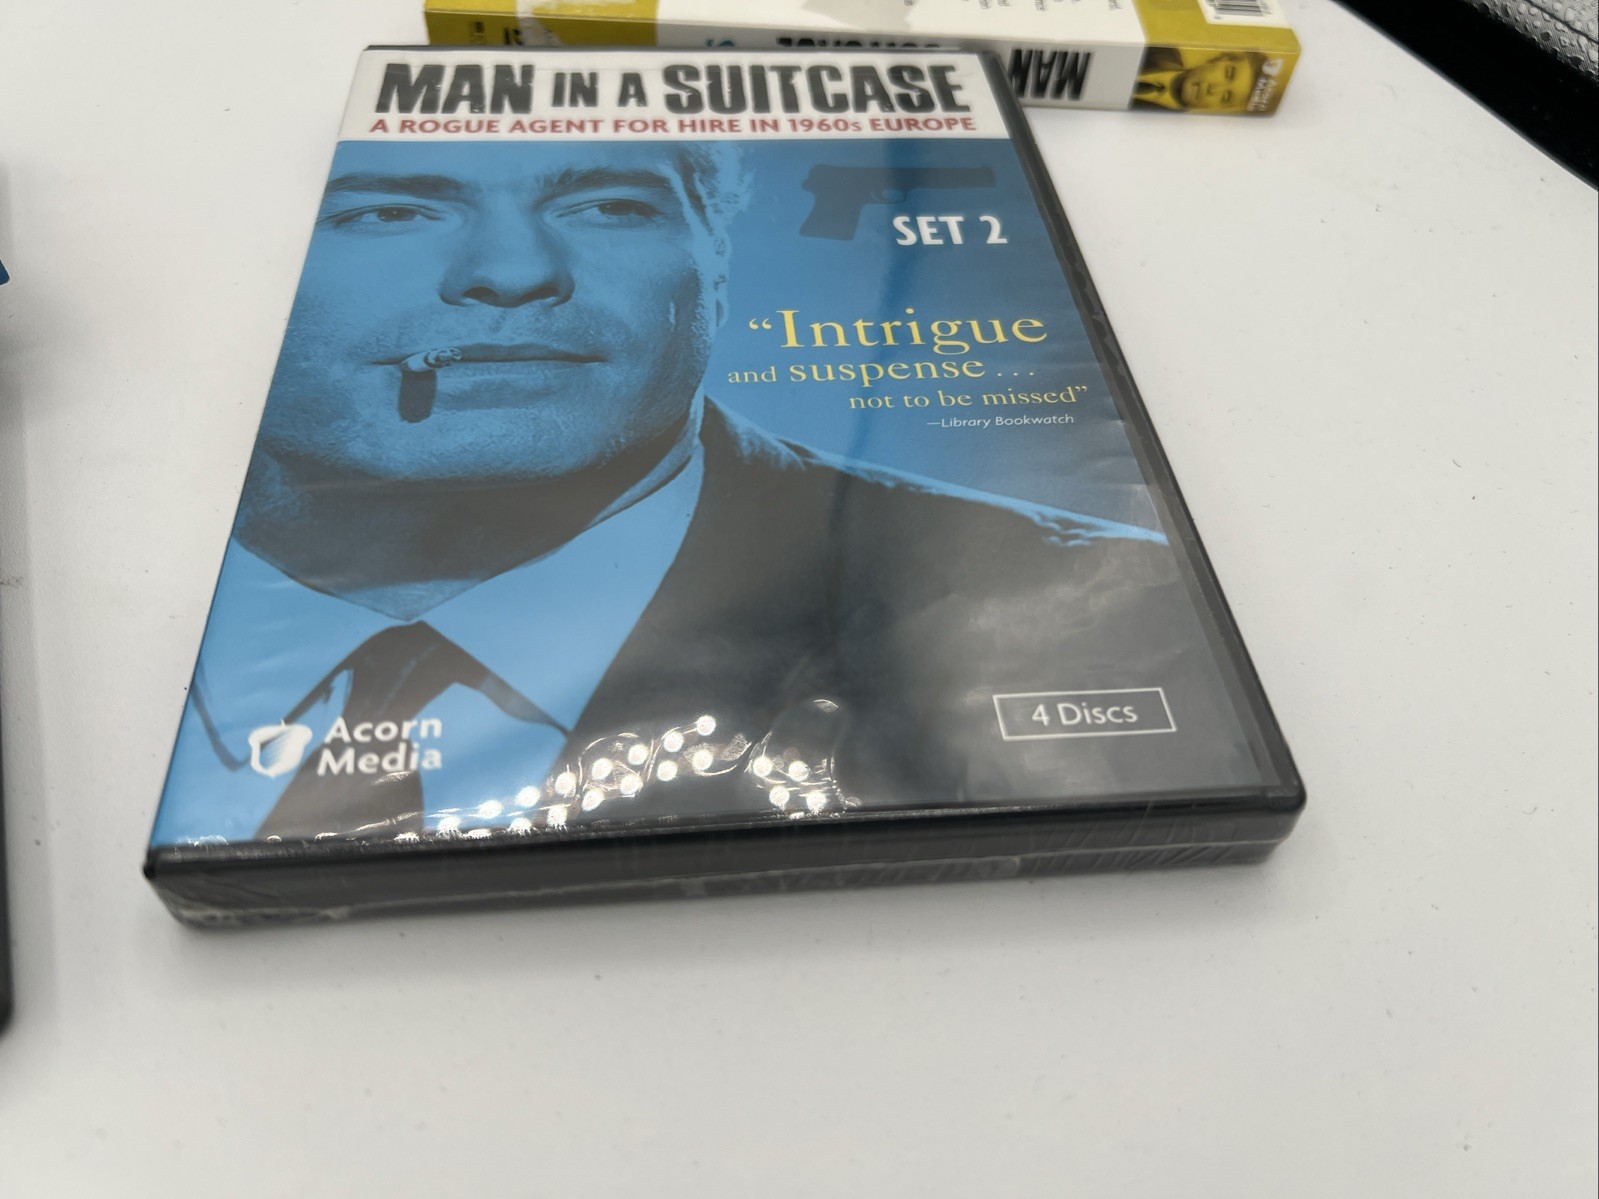 MAN
MAN IN A SUITCASE
A ROGUE AGENT FOR HIRE IN 1960s EUROPE
SET 2
“Intrigue
and suspense...
not to be missed”
—Library Bookwatch
Acorn
Media
4 Discs